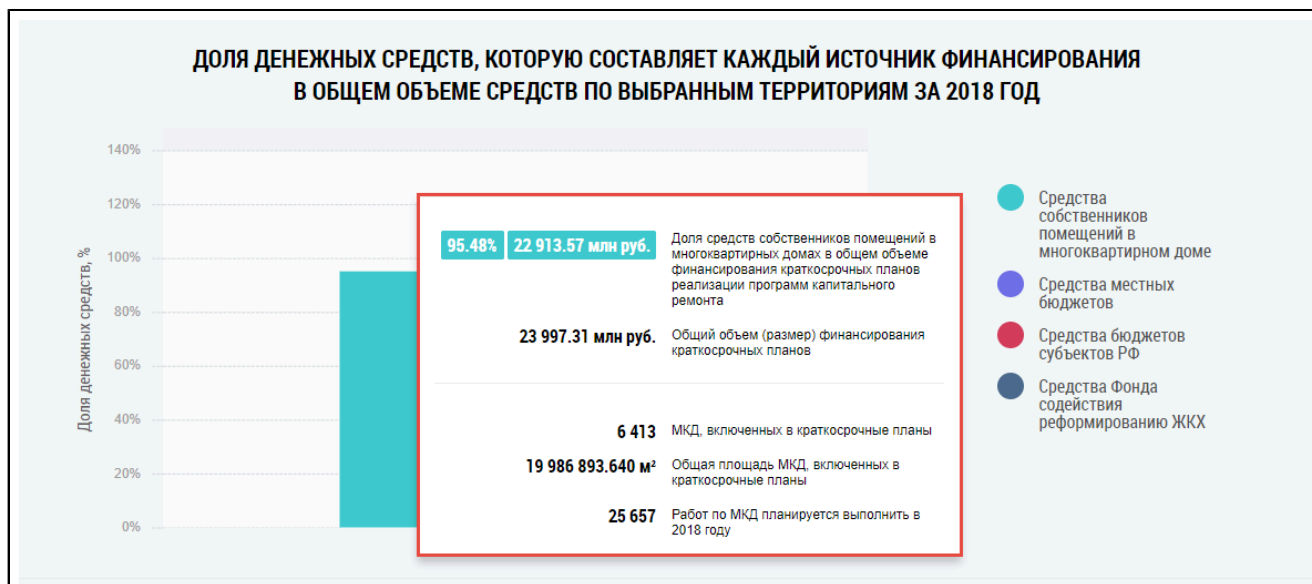 ДОЛЯ ДЕНЕЖНЫХ СРЕДСТВ, КОТОРУЮ СОСТАВЛЯЕТ КАЖДЫЙ ИСТОЧНИК ФИНАНСИРОВАНИЯ
В ОБЩЕМ ОБЪЕМЕ СРЕДСТВ ПО ВЫБРАННЫМ ТЕРРИТОРИЯМ ЗА 2018 ГОД
Доля денежных средств, %
140%
120%
100%
80%
60%
40%
20%
0%
95.48% 22 913.57 млн руб.
Доля средств собственников помещений в
многоквартирных домах в общем объеме
финансирования краткосрочных планов
реализации программ капитального
ремонта
23 997.31 млн руб.
Общий объем (размер) финансирования
краткосрочных планов
6 413
МКД, включенных в краткосрочные планы
19 986 893.640 м²
Общая площадь МКД, включенных в
краткосрочные планы
25 657
Работ по МКД планируется выполнить в
2018 году
Средства
собственников
помещений в
многоквартирном доме
Средства местных
бюджетов
Средства бюджетов
субъектов РФ
Средства Фонда
содействия
реформированию ЖКХ